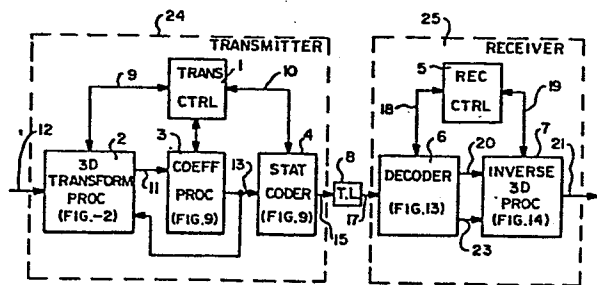 24
25
TRANSMITTER
RECEIVER
9
TRANS
CTRL
1
10
5
REC
CTRL
18
19
12
2
3D
TRANSFORM
PROC
(FIG.-2)
11
3
COEFF
PROC
(FIG.9)
13
4
STAT
CODER
(FIG.9)
15
8
T.L
17
6
DECODER
(FIG.13)
20
23
7
INVERSE
3D PROC
(FIG.14)
21